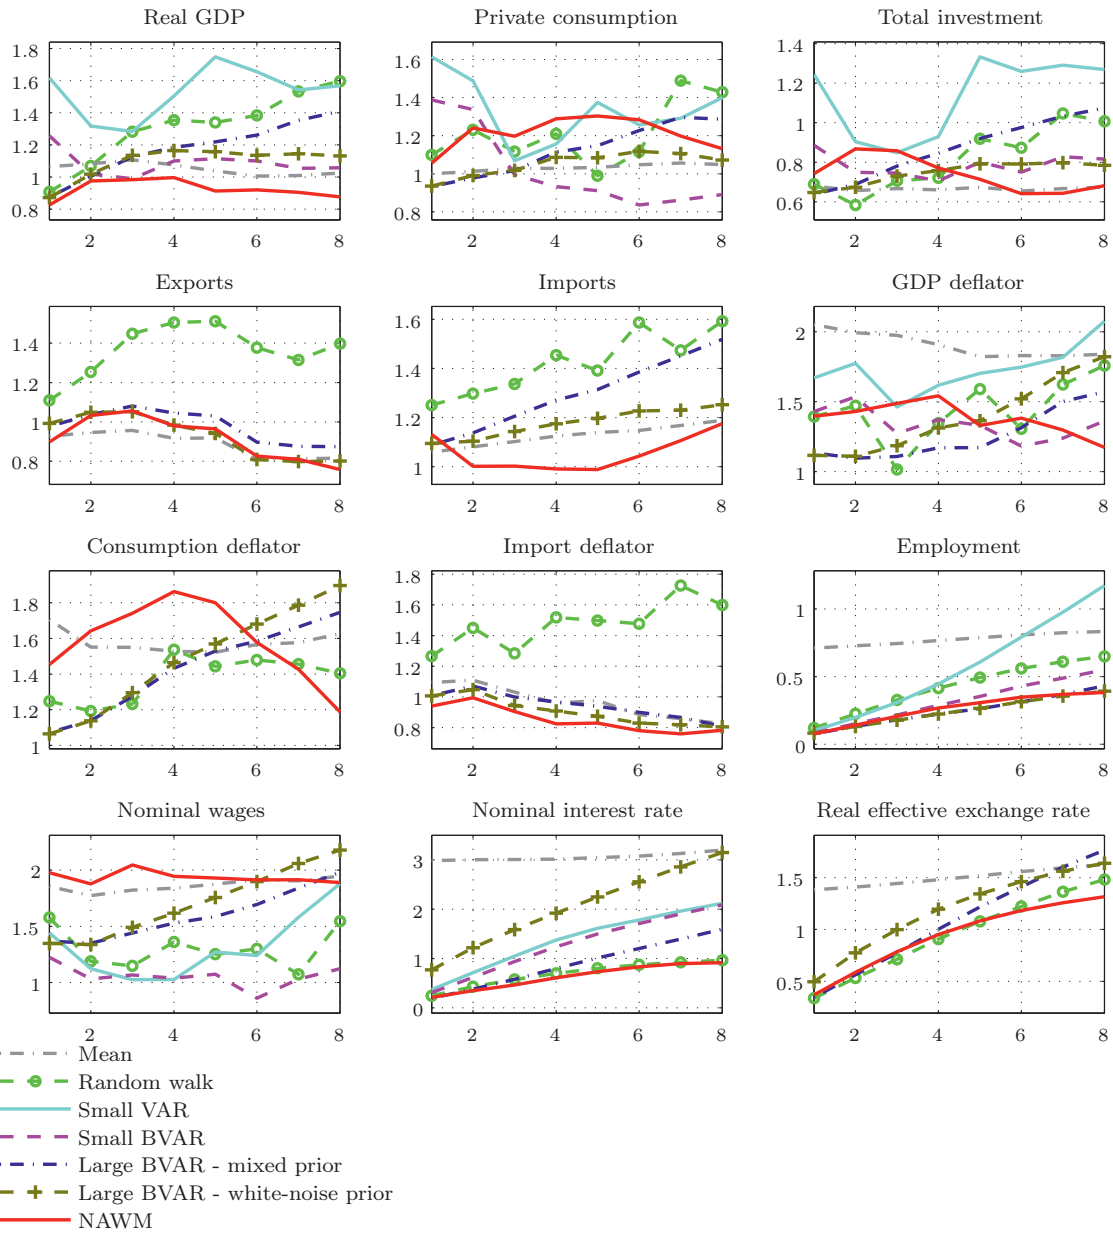 Real GDP
1.8
1.6
1.4
1.2
1
0.8
2 4 6 8
Private consumption
1.6
1.4
1.2
1
0.8
2 4 6 8
Total investment
1.4
1.2
1
0.8
0.6
2 4 6 8
Exports
1.4
1.2
1
0.8
2 4 6 8
Imports
1.6
1.4
1.2
1
2 4 6 8
GDP deflator
2
1.5
1
2 4 6 8
Consumption deflator
1.8
1.6
1.4
1.2
1
2 4 6 8
Import deflator
1.8
1.6
1.4
1.2
1
0.8
2 4 6 8
Employment
1
0.5
0
2 4 6 8
Nominal wages
2
1.5
1
2 4 6 8
Nominal interest rate
3
2
1
0
2 4 6 8
Real effective exchange rate
1.5
1
0.5
2 4 6 8
Mean
Random walk
Small VAR
Small BVAR
Large BVAR - mixed prior
Large BVAR - white-noise prior
NAWM